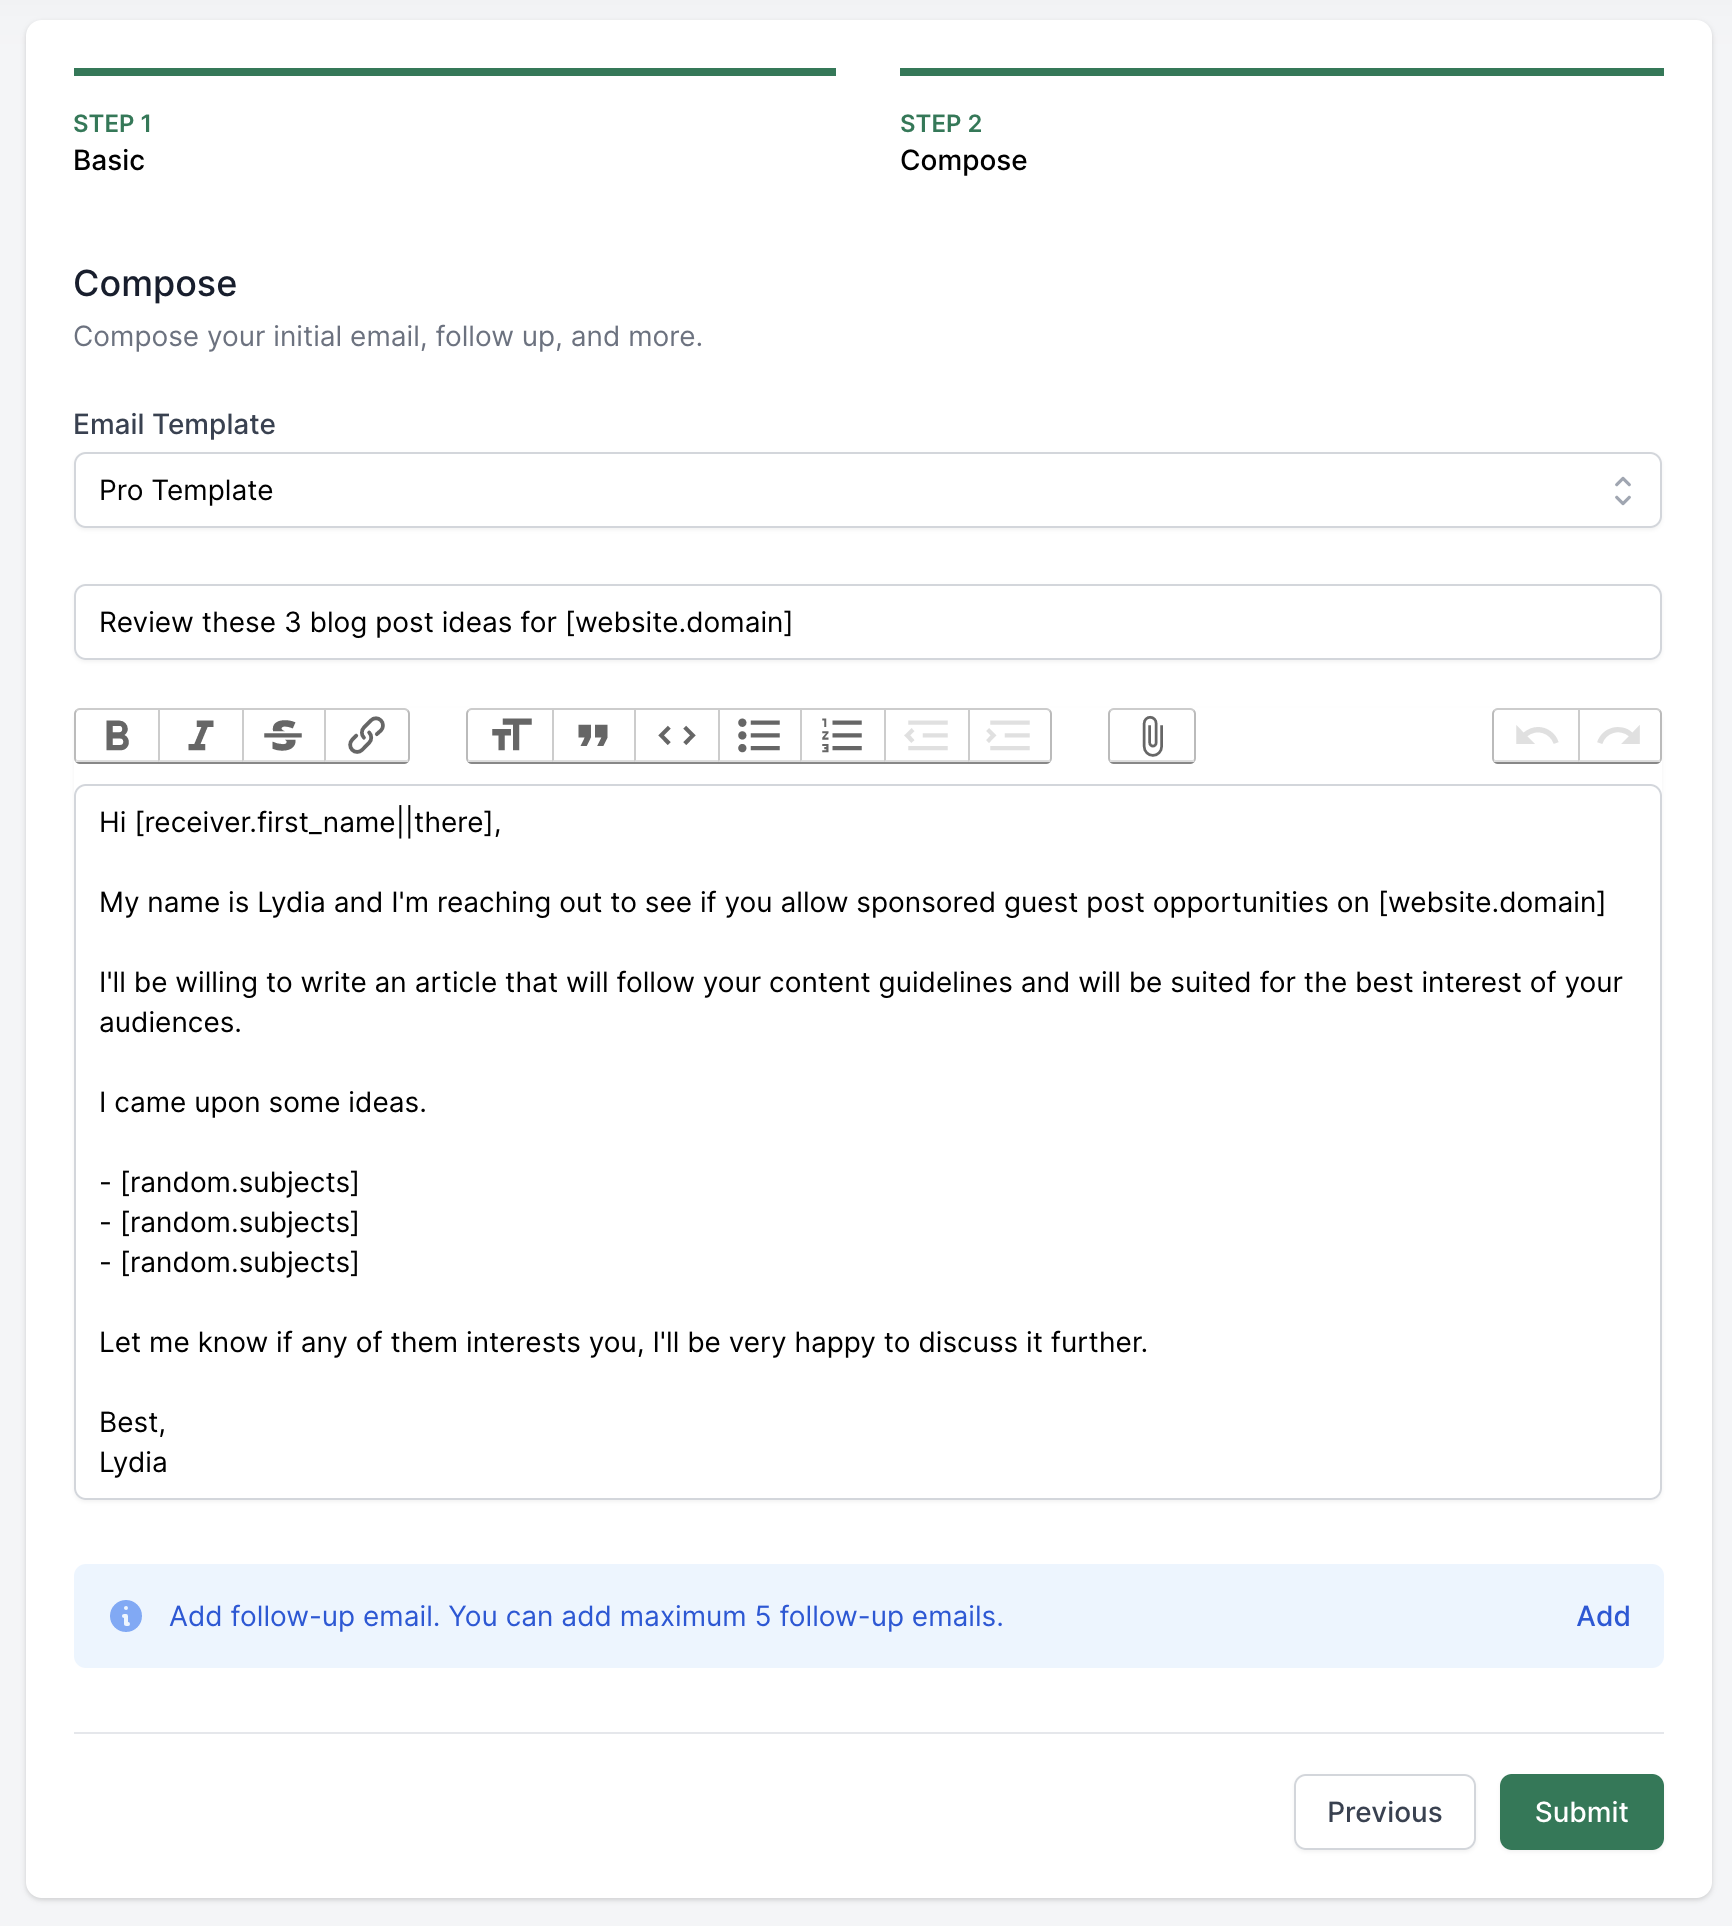 STEP 1
Basic
STEP 2
Compose
Compose
Compose your initial email, follow up, and more.
Email Template
Pro Template
Review these 3 blog post ideas for [website.domain]
Hi [receiver.first_name||there],
My name is Lydia and I'm reaching out to see if you allow sponsored guest post opportunities on [website.domain]
I'll be willing to write an article that will follow your content guidelines and will be suited for the best interest of your
audiences.
I came upon some ideas.
- [random.subjects]
- [random.subjects]
- [random.subjects]
Let me know if any of them interests you, I'll be very happy to discuss it further.
Best,
Lydia
Add follow-up email. You can add maximum 5 follow-up emails.
Add
Previous
Submit